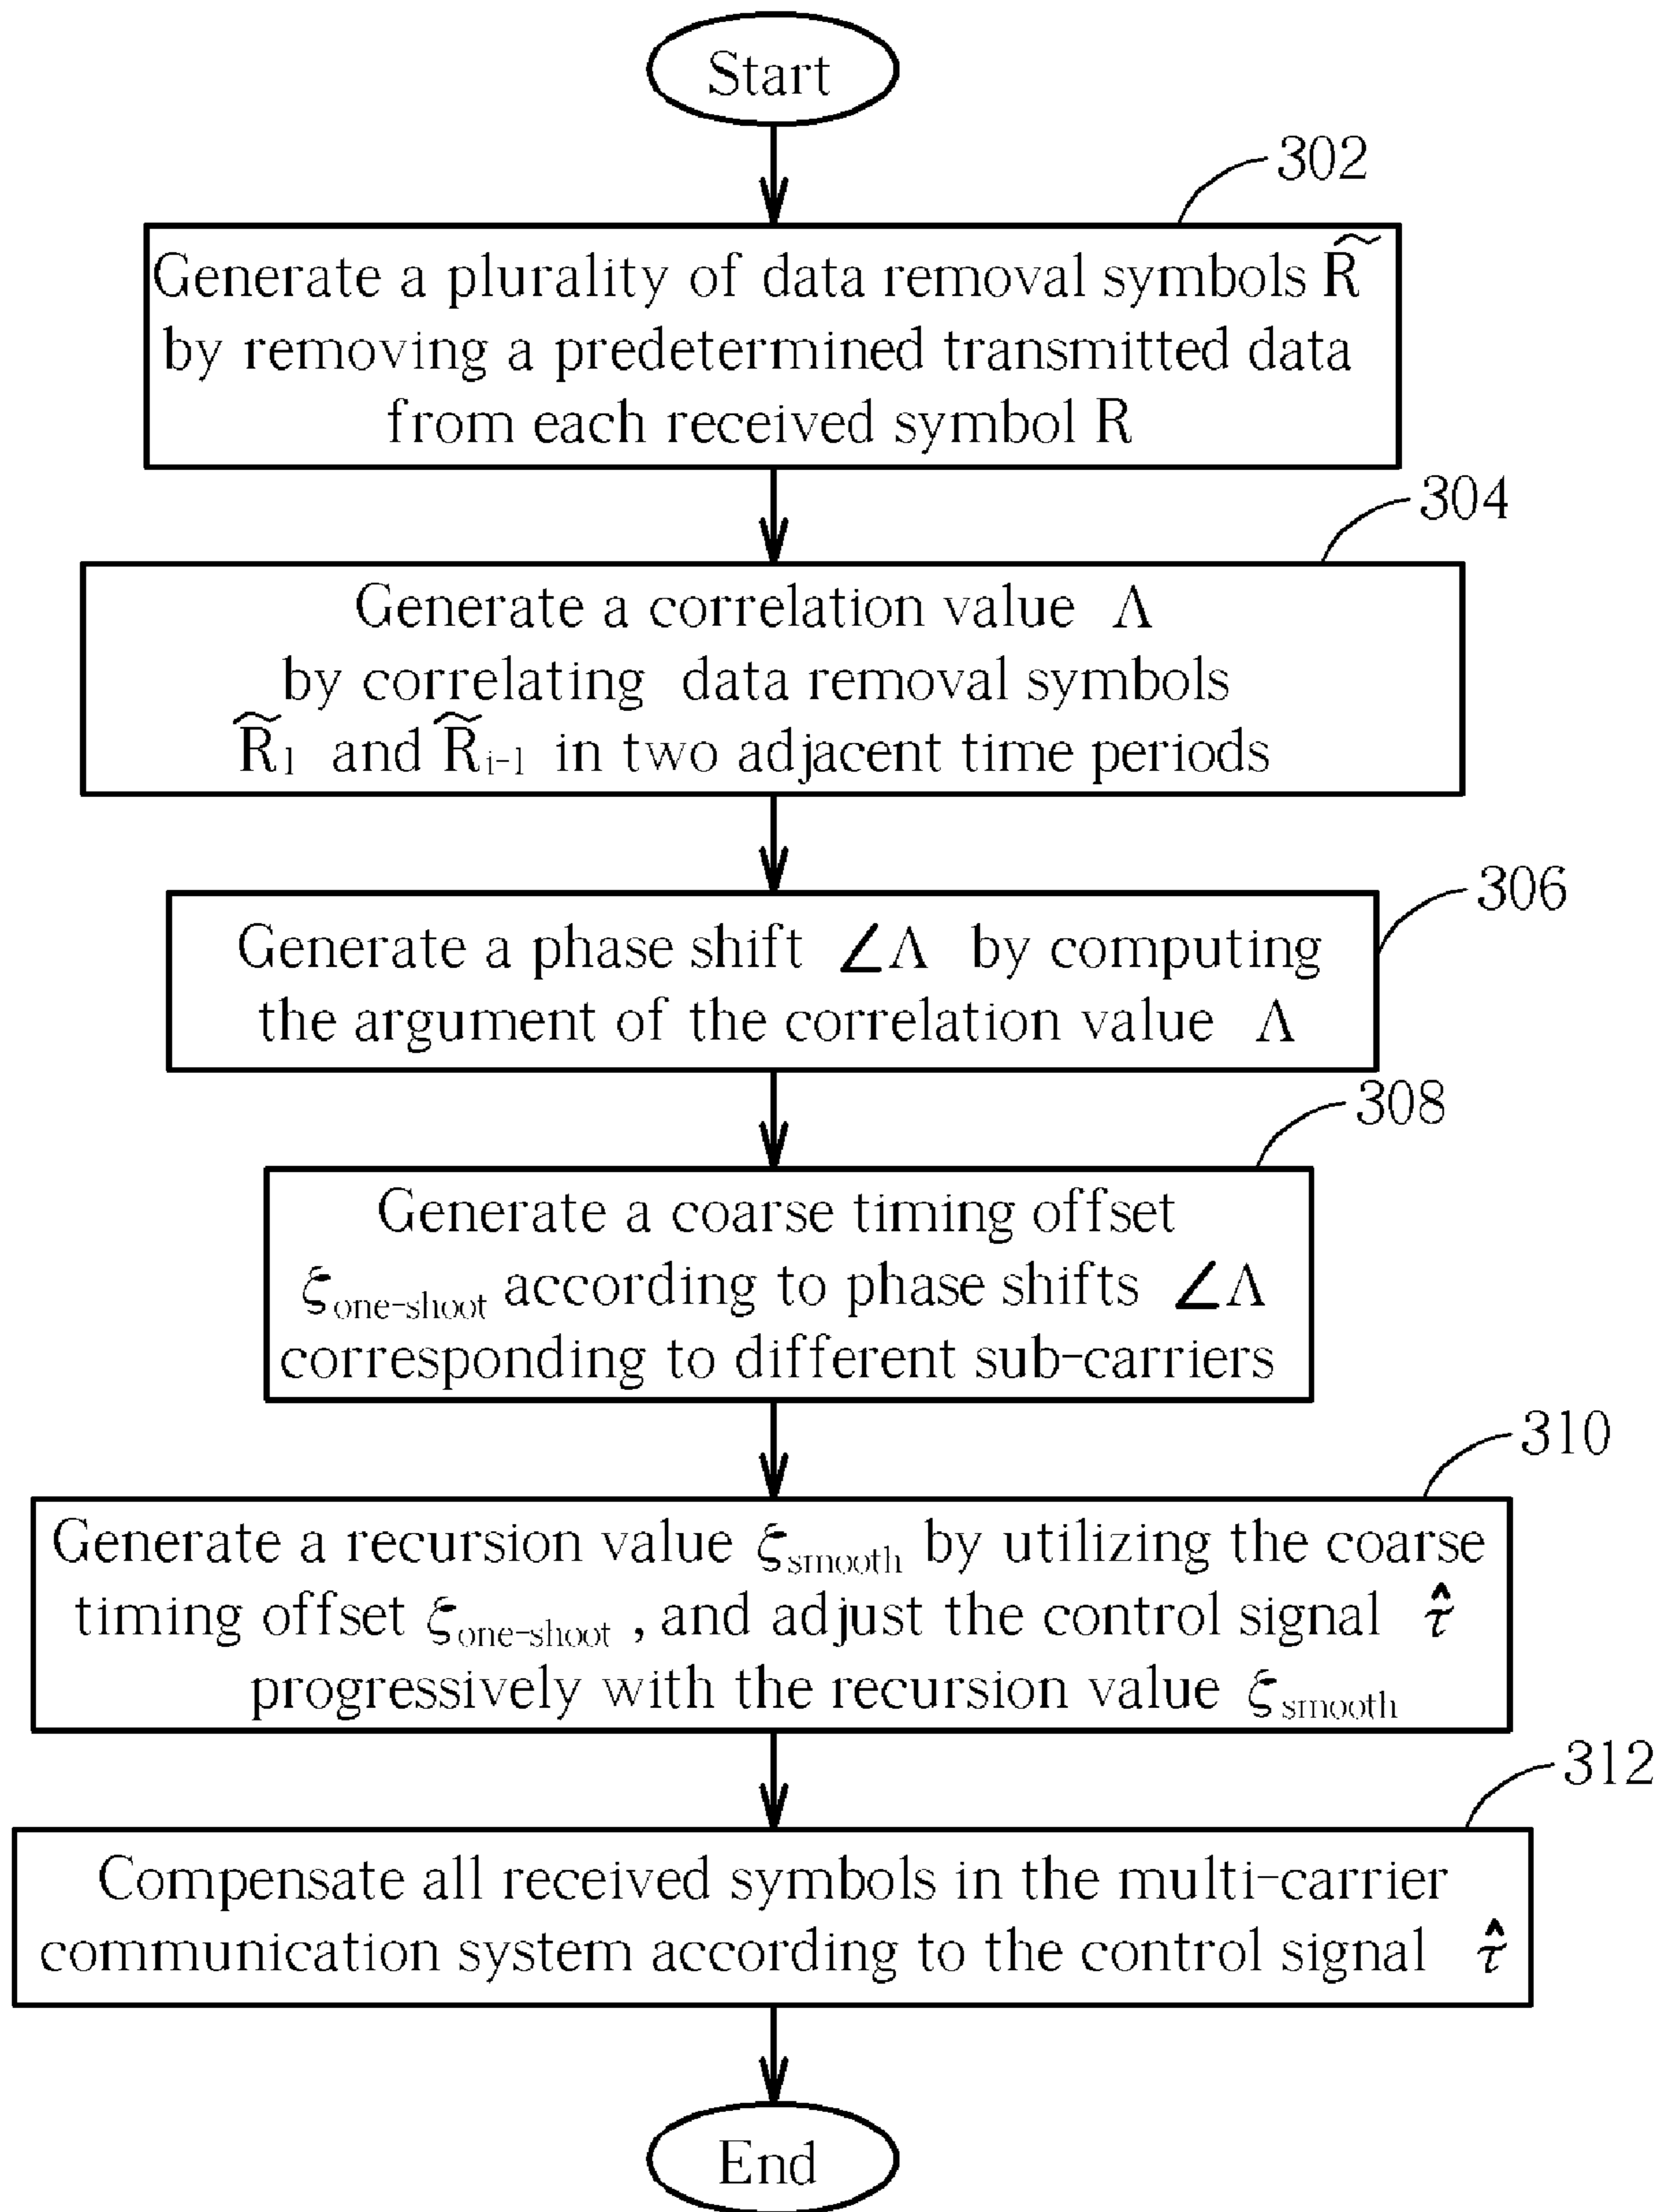 Start
302
Generate a plurality of data removal symbols R̃
by removing a predetermined transmitted data
from each received symbol R
304
Generate a correlation value Λ
by correlating data removal symbols
R̃₁ and R̃ᵢ₋₁ in two adjacent time periods
306
Generate a phase shift ∠Λ by computing
the argument of the correlation value Λ
308
Generate a coarse timing offset
ξone-shoot according to phase shifts ∠Λ
corresponding to different sub-carriers
310
Generate a recursion value ξsmooth by utilizing the coarse
timing offset ξone-shoot , and adjust the control signal τ̂
progressively with the recursion value ξsmooth
312
Compensate all received symbols in the multi-carrier
communication system according to the control signal τ̂
End